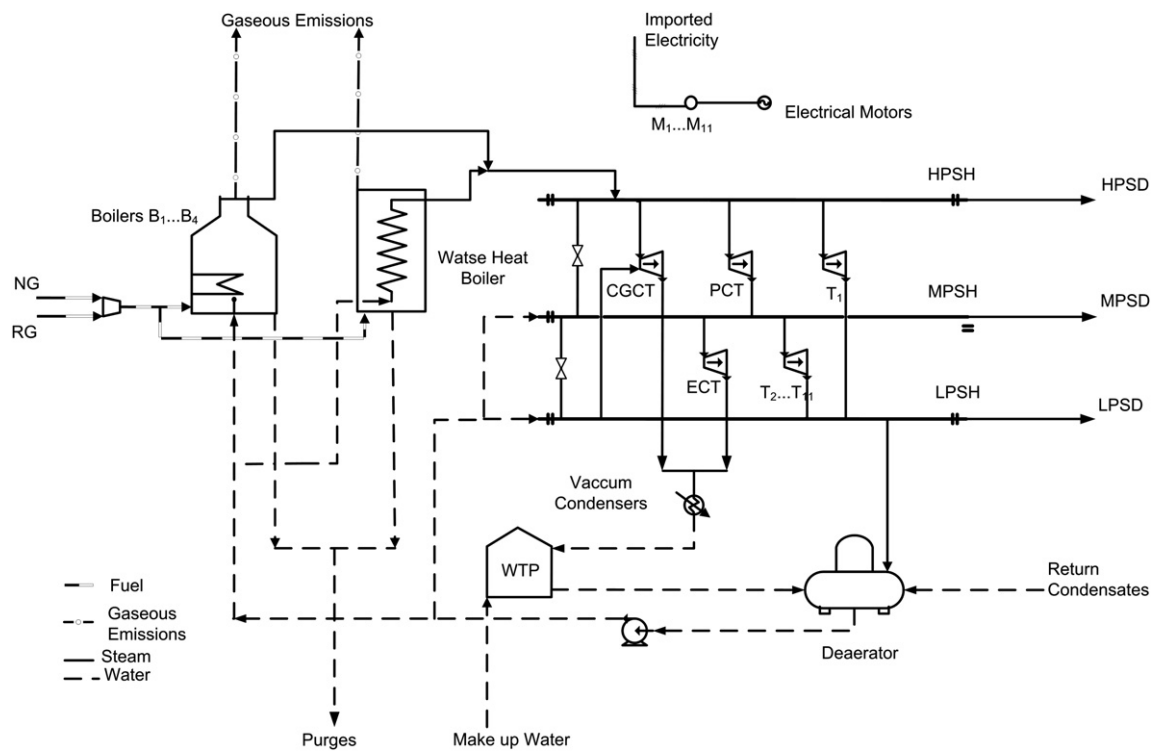 Gaseous Emissions
Imported
Electricity
Electrical Motors
M₁...M₁₁
HPSH
HPSD
Boilers B₁...B₄
Watse Heat
Boiler
NG
RG
CGCT
PCT
T₁
MPSH
MPSD
ECT
T₂...T₁₁
LPSH
LPSD
Vaccum
Condensers
WTP
Return
Condensates
Fuel
Gaseous
Emissions
Steam
Water
Deaerator
Purges
Make up Water